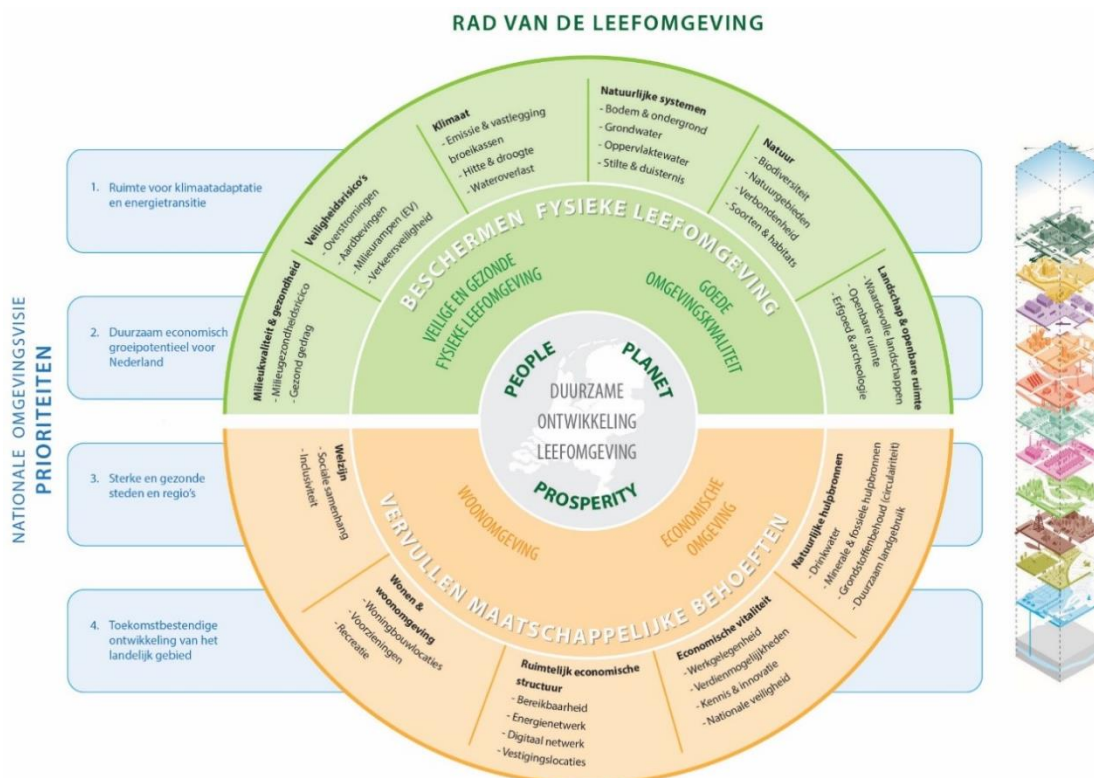 RAD VAN DE LEEFOMGEVING
NATIONALE OMGEVINGSVISIE
PRIORITEITEN
1. Ruimte voor klimaatadaptatie
en energietransitie
2. Duurzaam economisch
groeipotentieel voor
Nederland
3. Sterke en gezonde
steden en regio's
4. Toekomstbestendige
ontwikkeling van het
landelijk gebied
Milieukwaliteit & gezondheid
- Milieugezondheidsricico
- Gezond gedrag
Veiligheidsrisico's
- Overstromingen
- Aardbevingen
- Milieurampen (EV)
- Verkeersveiligheid
Klimaat
- Emissie & vastlegging
broeikassen
- Hitte & droogte
- Wateroverlast
Natuurlijke systemen
- Bodem & ondergrond
- Grondwater
- Oppervlaktewater
- Stilte & duisternis
Natuur
- Biodiversiteit
- Natuurgebieden
- Verbondenheid
- Soorten & habitats
Landschap & openbare ruimte
- Waardevolle landschappen
- Openbare ruimte
- Erfgoed & archeologie
BESCHERMEN FYSIEKE LEEFOMGEVING
VEILIGE EN GEZONDE
FYSIEKE LEEFOMGEVING
GOEDE
OMGEVINGSKWALITEIT
PEOPLE
PLANET
DUURZAME
ONTWIKKELING
LEEFOMGEVING
PROSPERITY
WOONOMGEVING
ECONOMISCHE
OMGEVING
VERVULLEN MAATSCHAPPELIJKE BEHOEFTEN
Welzijn
- Sociale samenhang
- Inclusiviteit
Wonen &
woonomgeving
- Woningbouwlocaties
- Voorzieningen
- Recreatie
Ruimtelijk economische
structuur
- Bereikbaarheid
- Energienetwerk
- Digitaal netwerk
- Vestigingslocaties
Economische vitaliteit
- Werkgelegenheid
- Verdienmogelijkheden
- Kennis & innovatie
- Nationale veiligheid
Natuurlijke hulpbronnen
- Drinkwater
- Minerale & fossiele hulpbronnen
- Grondstoffenbehoud (circulairiteit)
- Duurzaam landgebruik